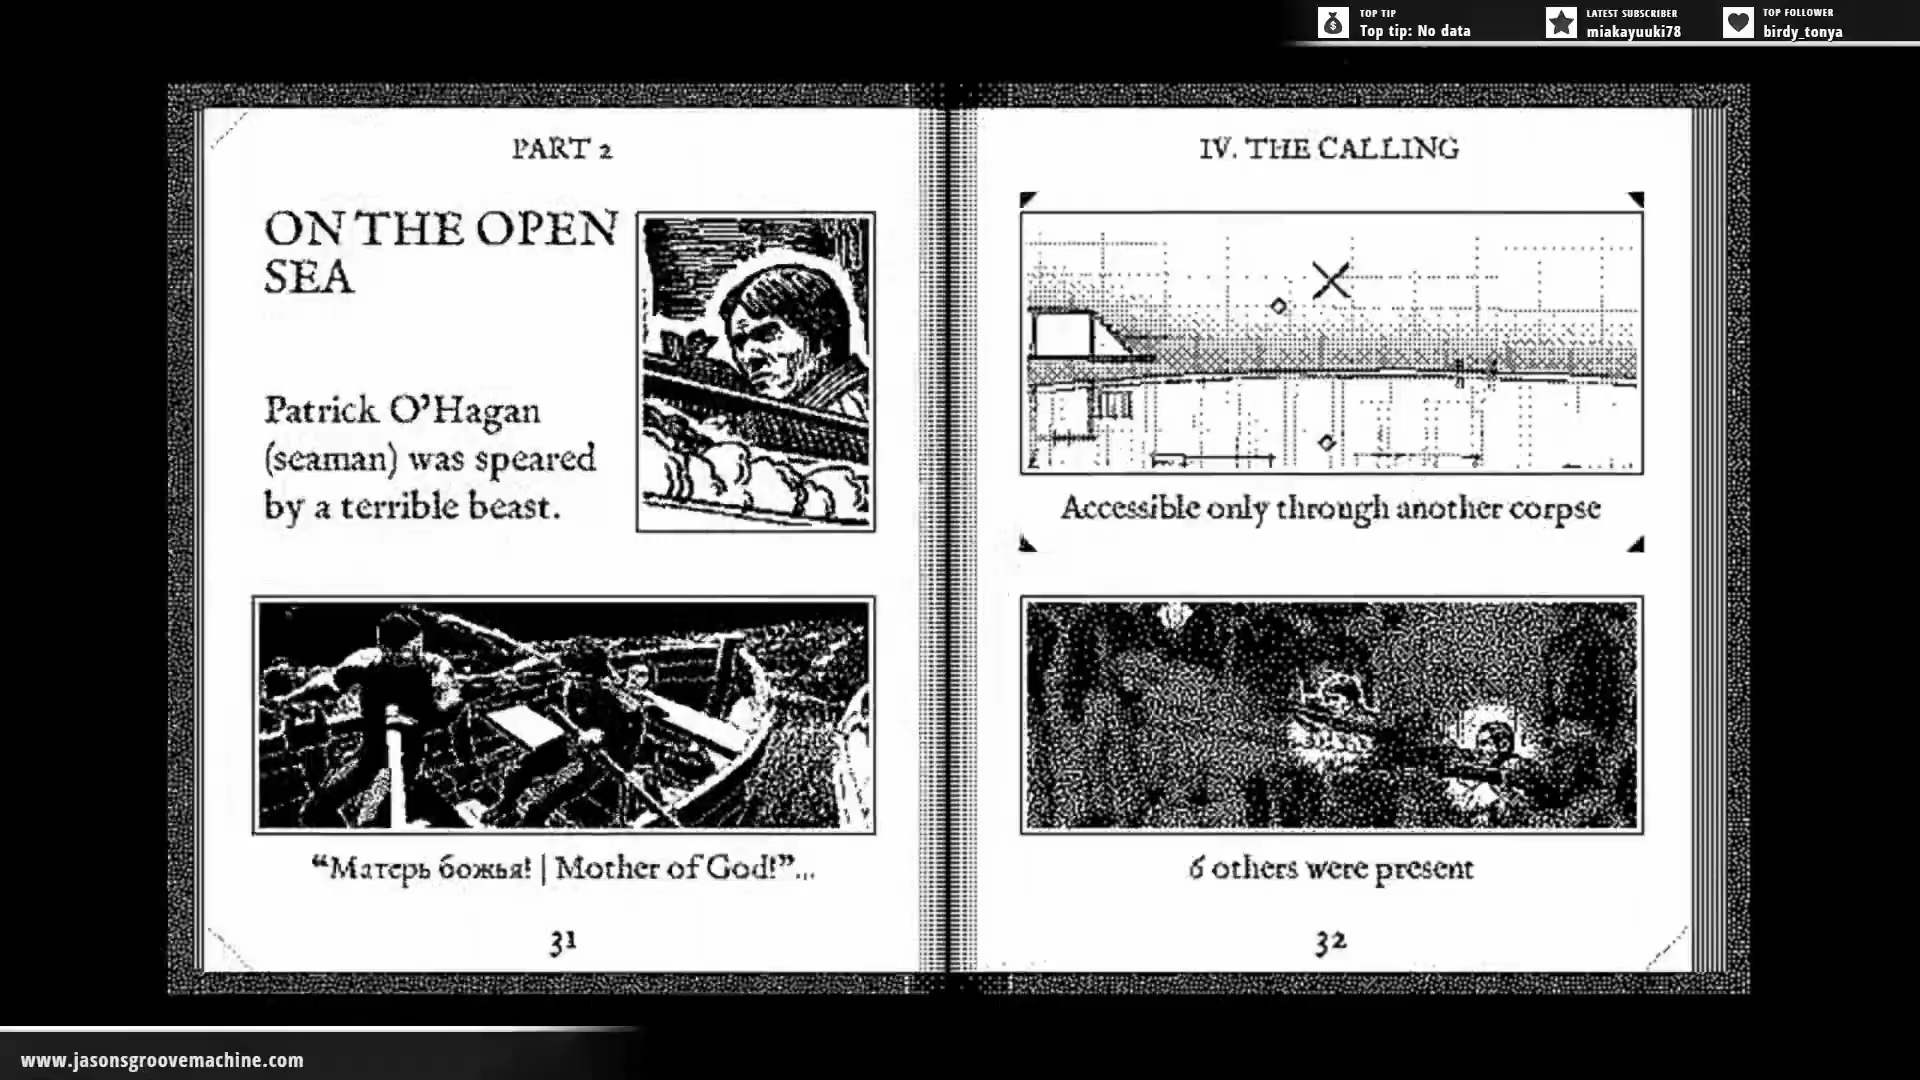 TOP TIP
Top tip: No data
LATEST SUBSCRIBER
miakayuuki78
TOP FOLLOWER
birdy_tonya
PART 2
ON THE OPEN
SEA
Patrick O'Hagan
(seaman) was speared
by a terrible beast.
“Матерь божья! | Mother of God!”...
31
IV. THE CALLING
Accessible only through another corpse
6 others were present
32
www.jasonsgroovemachine.com